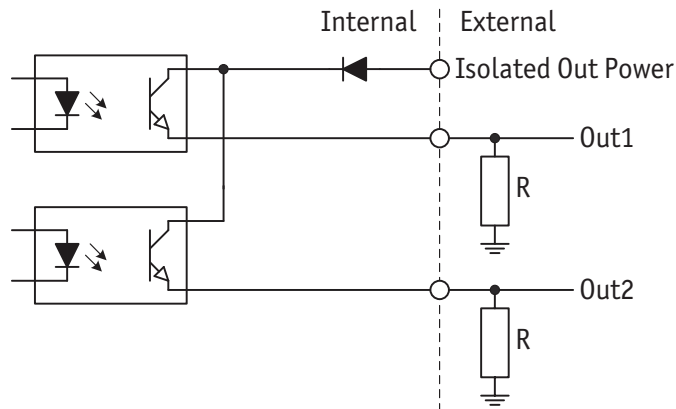 Internal External
Isolated Out Power
Out1
R
Out2
R